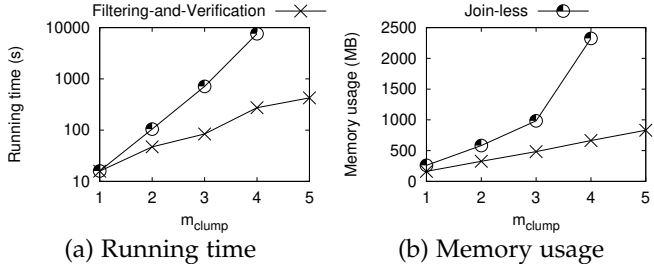 Filtering-and-Verification
Join-less
Running time (s)
10000
1000
100
10
1 2 3 4 5
m_clump
(a) Running time
Memory usage (MB)
2500
2000
1500
1000
500
0
1 2 3 4 5
m_clump
(b) Memory usage